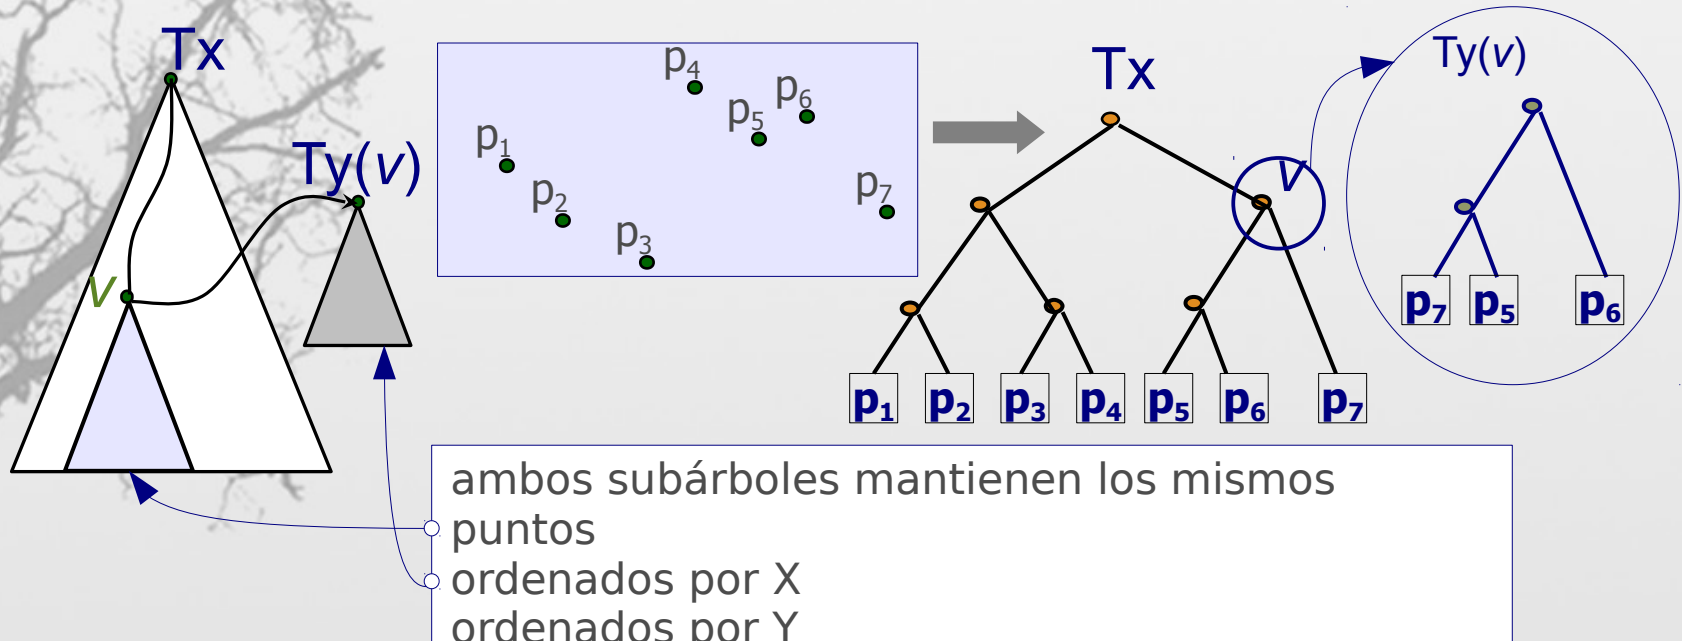 Tx
Ty(v)
v
p4
p6
p5
p1
p7
p2
p3
Tx
v
Ty(v)
p7 p5 p6
p1 p2 p3 p4 p5 p6 p7
ambos subárboles mantienen los mismos
puntos
ordenados por X
ordenados por Y